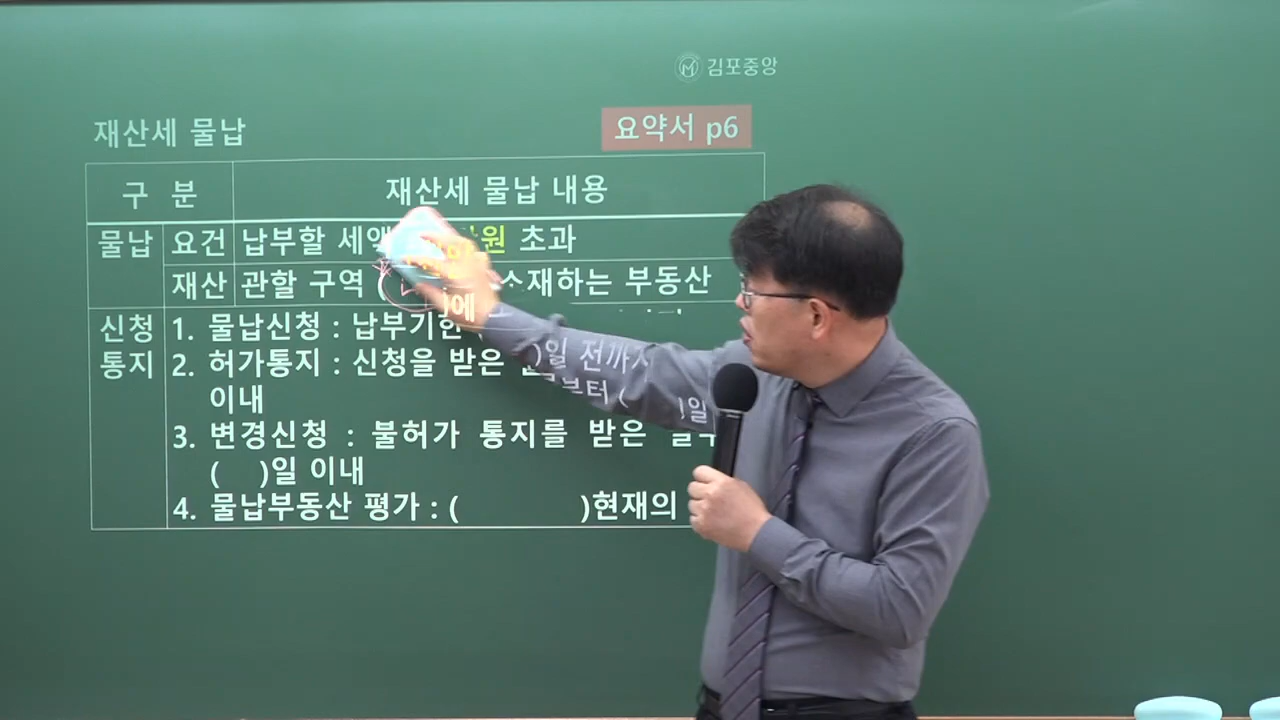 김포중앙
재산세 물납
요약서 p6
구 분
재산세 물납 내용
물납
요건
납부할 세액 원 초과
재산
관할 구역 ( )에 소재하는 부동산
신청
통지
1. 물납신청 : 납부기한 ( )일 전까지
2. 허가통지 : 신청을 받은 부터 ( )일
이내
3. 변경신청 : 불허가 통지를 받은
( )일 이내
4. 물납부동산 평가 : ( )현재의